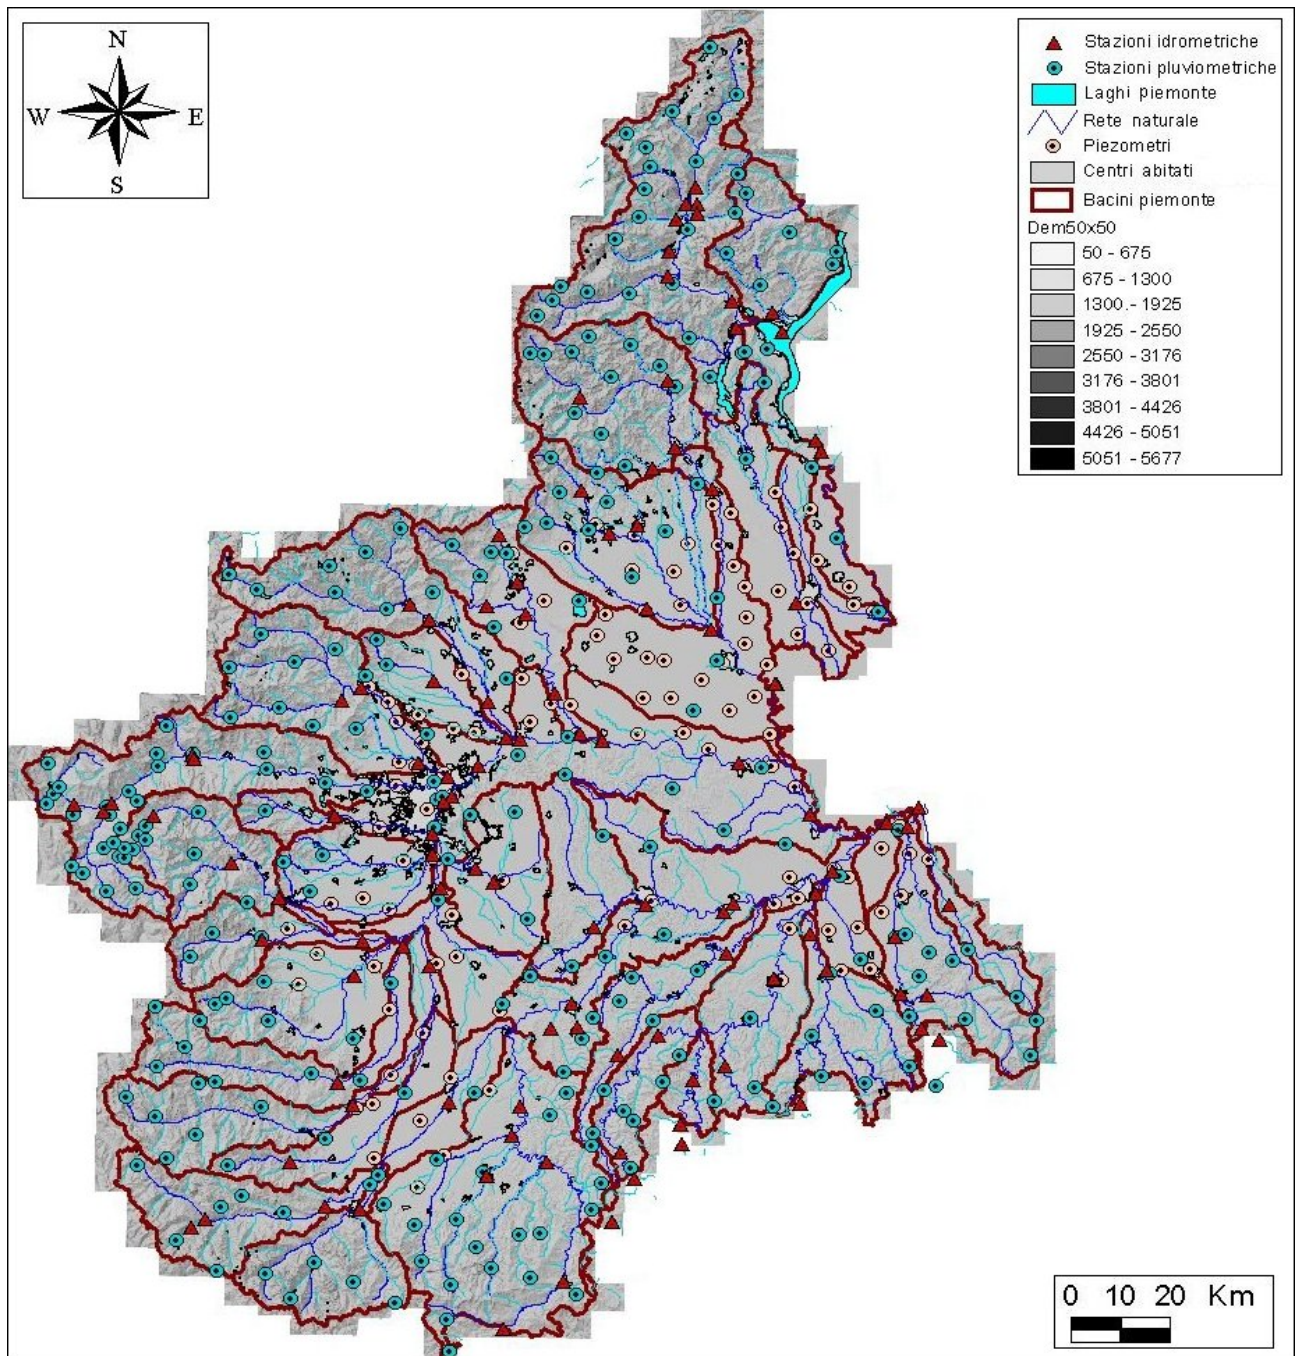 N
W E
S
Stazioni idrometriche
Stazioni pluviometriche
Laghi piemonte
Rete naturale
Piezometri
Centri abitati
Bacini piemonte
Dem50x50
50 - 675
675 - 1300
1300.- 1925
1925 - 2550
2550 - 3176
3176 - 3801
3801 - 4426
4426 - 5051
5051 - 5677
0 10 20 Km